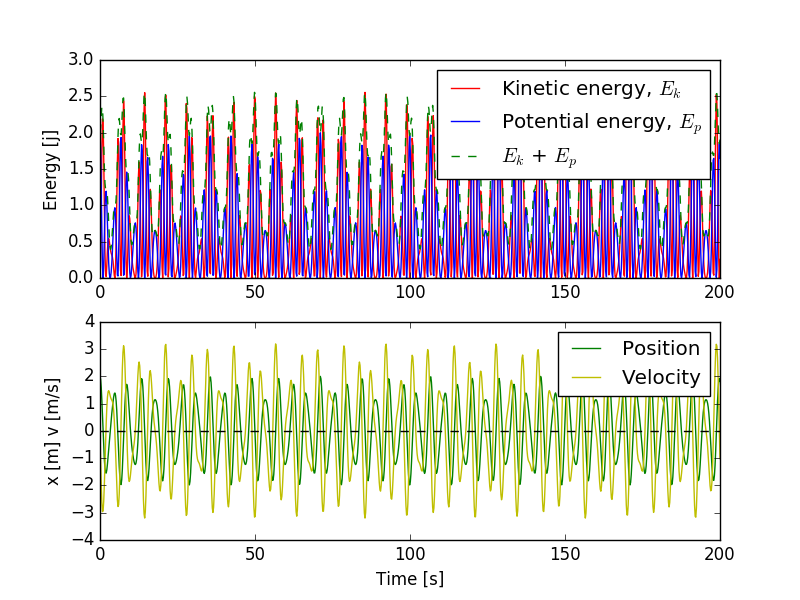 3.0
2.5
2.0
1.5
1.0
0.5
0.0
Energy [j]
Kinetic energy, E_k
Potential energy, E_p
E_k + E_p
0 50 100 150 200
4
3
2
1
0
−1
−2
−3
−4
x [m] v [m/s]
Position
Velocity
0 50 100 150 200
Time [s]